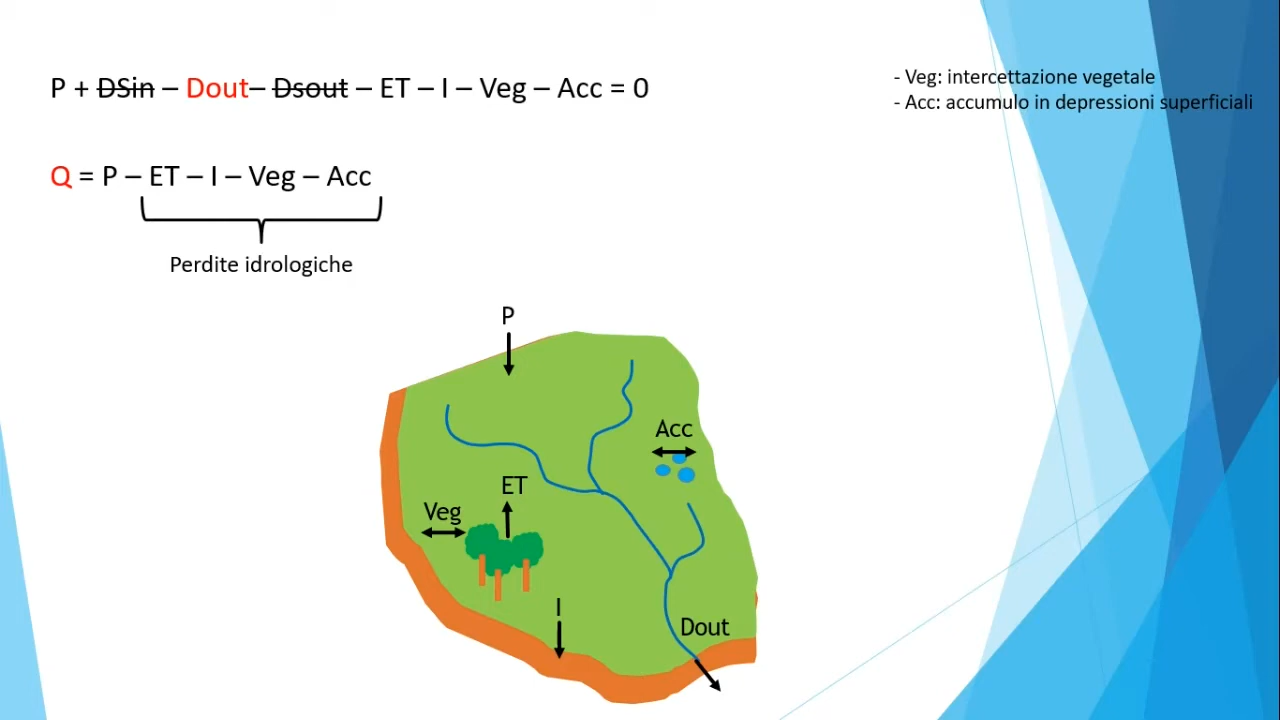 P + DSin – Dout– Dsout – ET – I – Veg – Acc = 0
- Veg: intercettazione vegetale
- Acc: accumulo in depressioni superficiali
Q = P – ET – I – Veg – Acc
Perdite idrologiche
P
Acc
ET
Veg
I
Dout